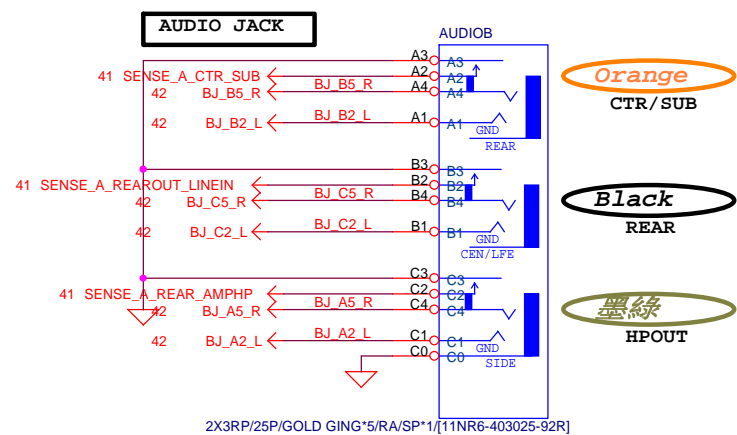 AUDIO JACK
AUDIOB
A3 A3
41 SENSE_A_CTR_SUB A2 A2
42 BJ_B5_R BJ_B5_R A4 A4
42 BJ_B2_L BJ_B2_L A1 A1
GND
REAR
Orange
CTR/SUB
B3 B3
41 SENSE_A_REAROUT_LINEIN B2 B2
42 BJ_C5_R BJ_C5_R B4 B4
42 BJ_C2_L BJ_C2_L B1 B1
GND
CEN/LFE
Black
REAR
C3 C3
41 SENSE_A_REAR_AMPHP C2 C2
42 BJ_A5_R BJ_A5_R C4 C4
42 BJ_A2_L BJ_A2_L C1 C1
GND
C0 C0
SIDE
墨綠
HPOUT
2X3RP/25P/GOLD GING*5/RA/SP*1/[11NR6-403025-92R]